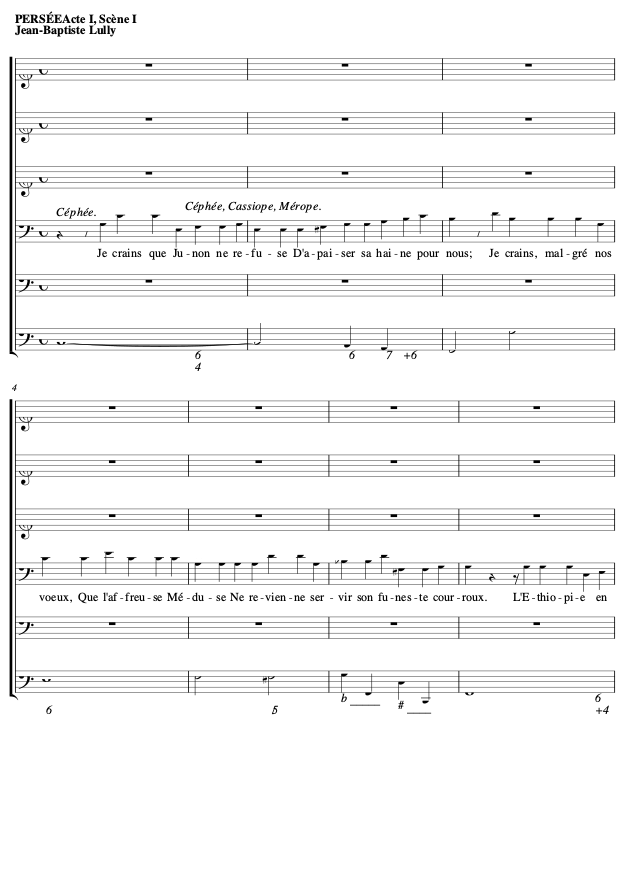 PERSÉEActe I, Scène I
Jean-Baptiste Lully
Céphée.
Céphée, Cassiope, Mérope.
Je crains que Ju-non ne re-fu-se D'a-pai-ser sa hai-ne pour nous; Je crains, mal-gré nos
6 6 7 +6
4
4
voeux, Que l'af-freu-se Mé-du-se Ne re-vien-ne ser-vir son fu-nes-te cour-roux. L'E-thio-pi-e en
b # 6
6 5 +4